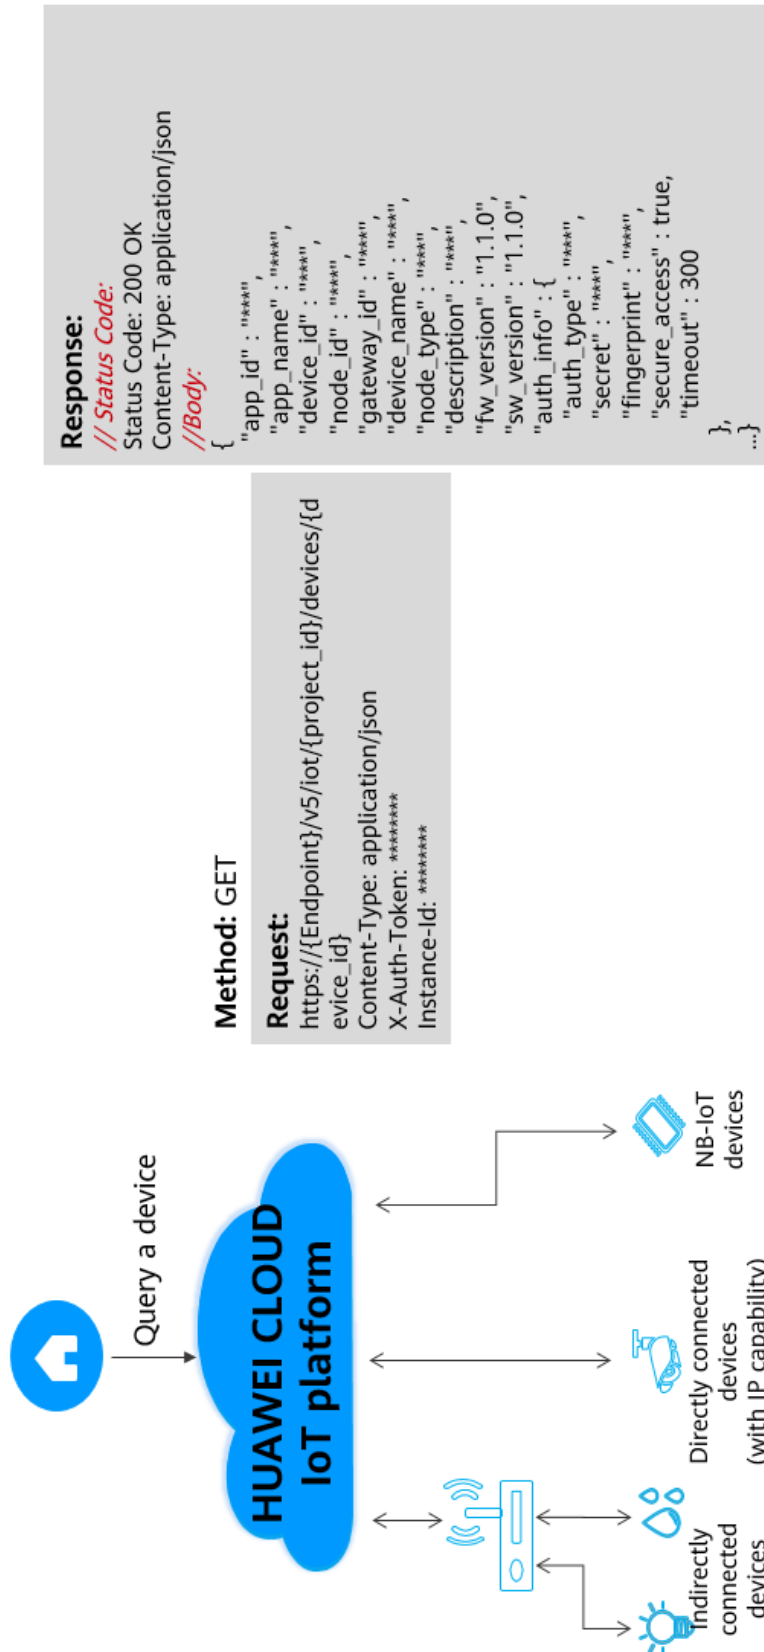 Query a device
HUAWEI CLOUD
IoT platform
Indirectly
connected
devices
Directly connected
devices
(with IP capability)
NB-IoT
devices
Method: GET
Request:
https://{Endpoint}/v5/iot/{project_id}/devices/{d
evice_id}
Content-Type: application/json
X-Auth-Token: ********
Instance-Id: ********
Response:
// Status Code:
Status Code: 200 OK
Content-Type: application/json
//Body:
{
"app_id" : "***",
"app_name" : "***",
"device_id" : "***",
"node_id" : "***",
"gateway_id" : "***",
"device_name" : "***",
"node_type" : "***",
"description" : "***",
"fw_version" : "1.1.0",
"sw_version" : "1.1.0",
"auth_info" : {
"auth_type" : "***",
"secret" : "***",
"fingerprint" : "***",
"secure_access" : true,
"timeout" : 300
},
...}